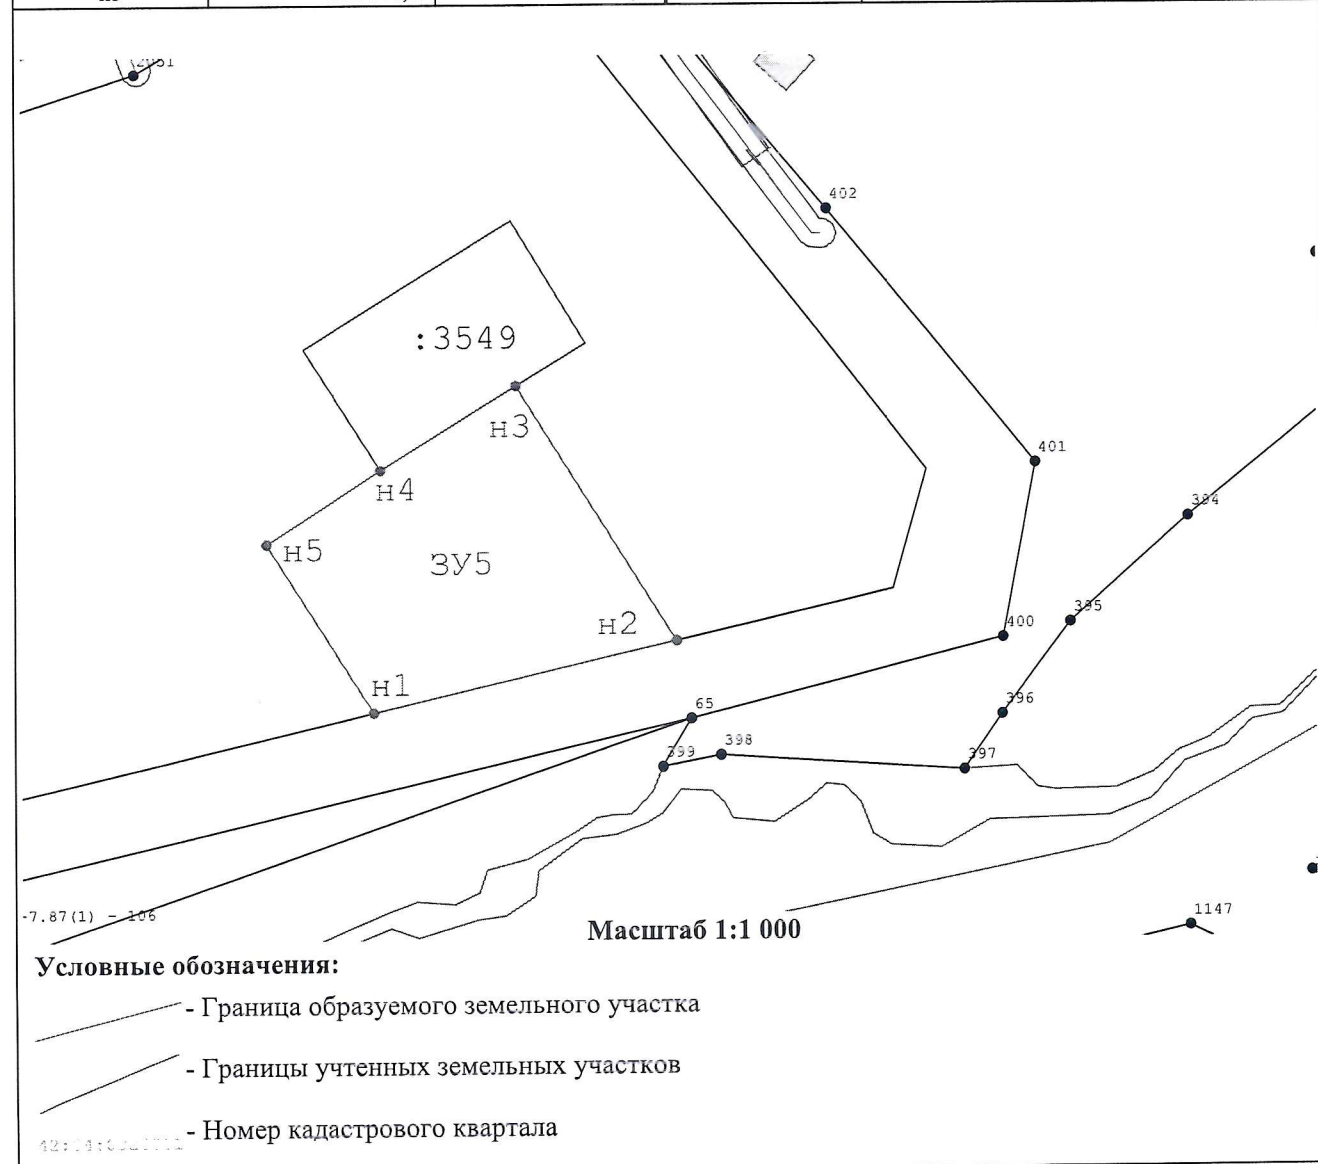 402
:3549
н3
401
н4
394
н5
ЗУ5
395
н2
400
н1
65
396
399
398
397
-7.87(1) - 106
1147
Масштаб 1:1 000
Условные обозначения:
- Граница образуемого земельного участка
- Границы учтенных земельных участков
- Номер кадастрового квартала